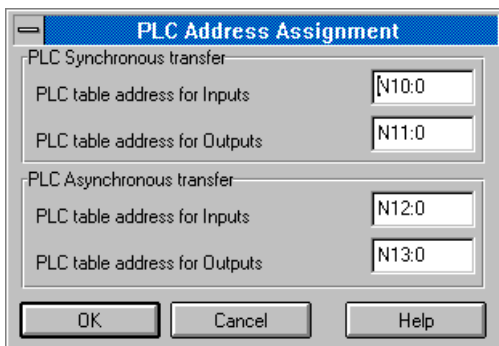 PLC Address Assignment
PLC Synchronous transfer
PLC table address for Inputs N10:0
PLC table address for Outputs N11:0
PLC Asynchronous transfer
PLC table address for Inputs N12:0
PLC table address for Outputs N13:0
OK Cancel Help